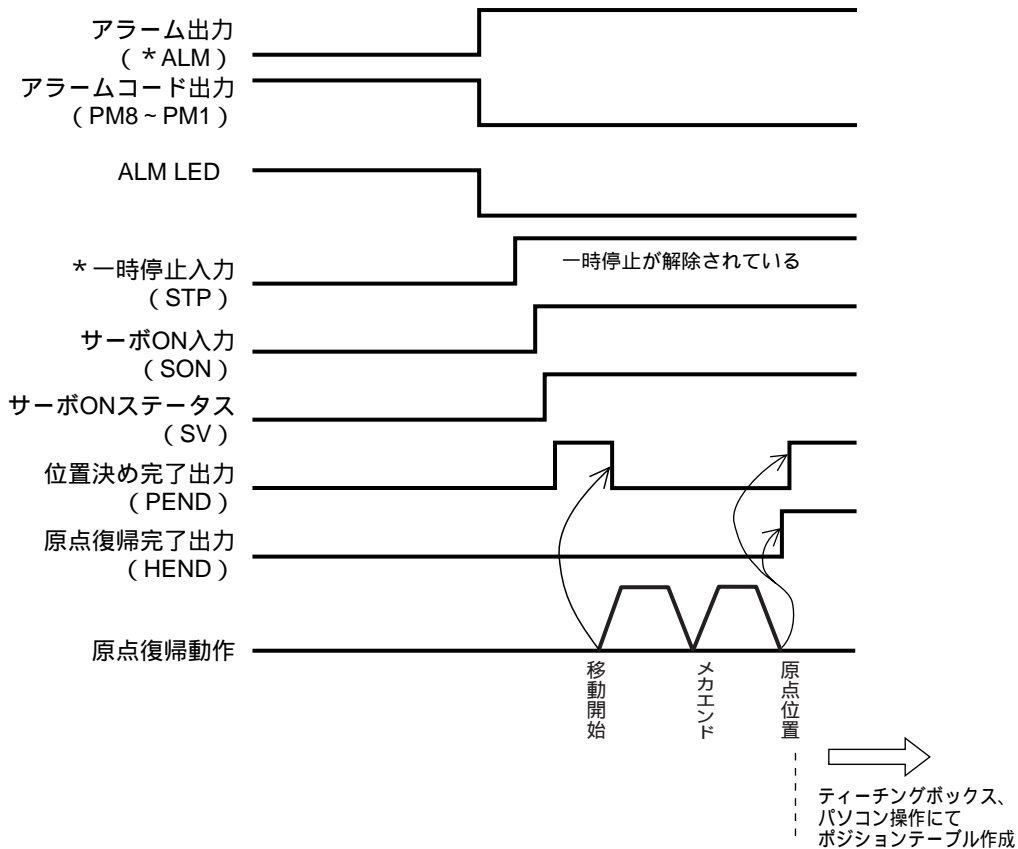 アラーム出力
（＊ALM）
アラームコード出力
（PM8～PM1）
ALM LED
＊一時停止入力
（STP）
一時停止が解除されている
サーボON入力
（SON）
サーボONステータス
（SV）
位置決め完了出力
（PEND）
原点復帰完了出力
（HEND）
原点復帰動作
移動開始
メカエンド
原点位置
ティーチングボックス、
パソコン操作にて
ポジションテーブル作成